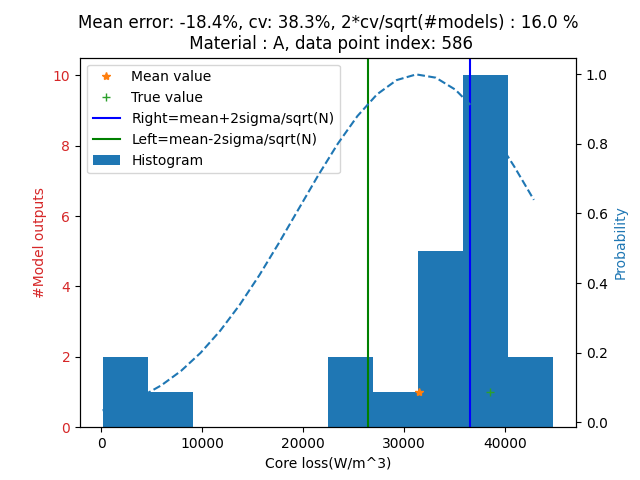 Mean error: -18.4%, cv: 38.3%, 2*cv/sqrt(#models) : 16.0 %
Material : A, data point index: 586
Mean value
True value
Right=mean+2sigma/sqrt(N)
Left=mean-2sigma/sqrt(N)
Histogram
10
8
6
4
2
0
#Model outputs
1.0
0.8
0.6
0.4
0.2
0.0
Probability
0
10000
20000
30000
40000
Core loss(W/m^3)